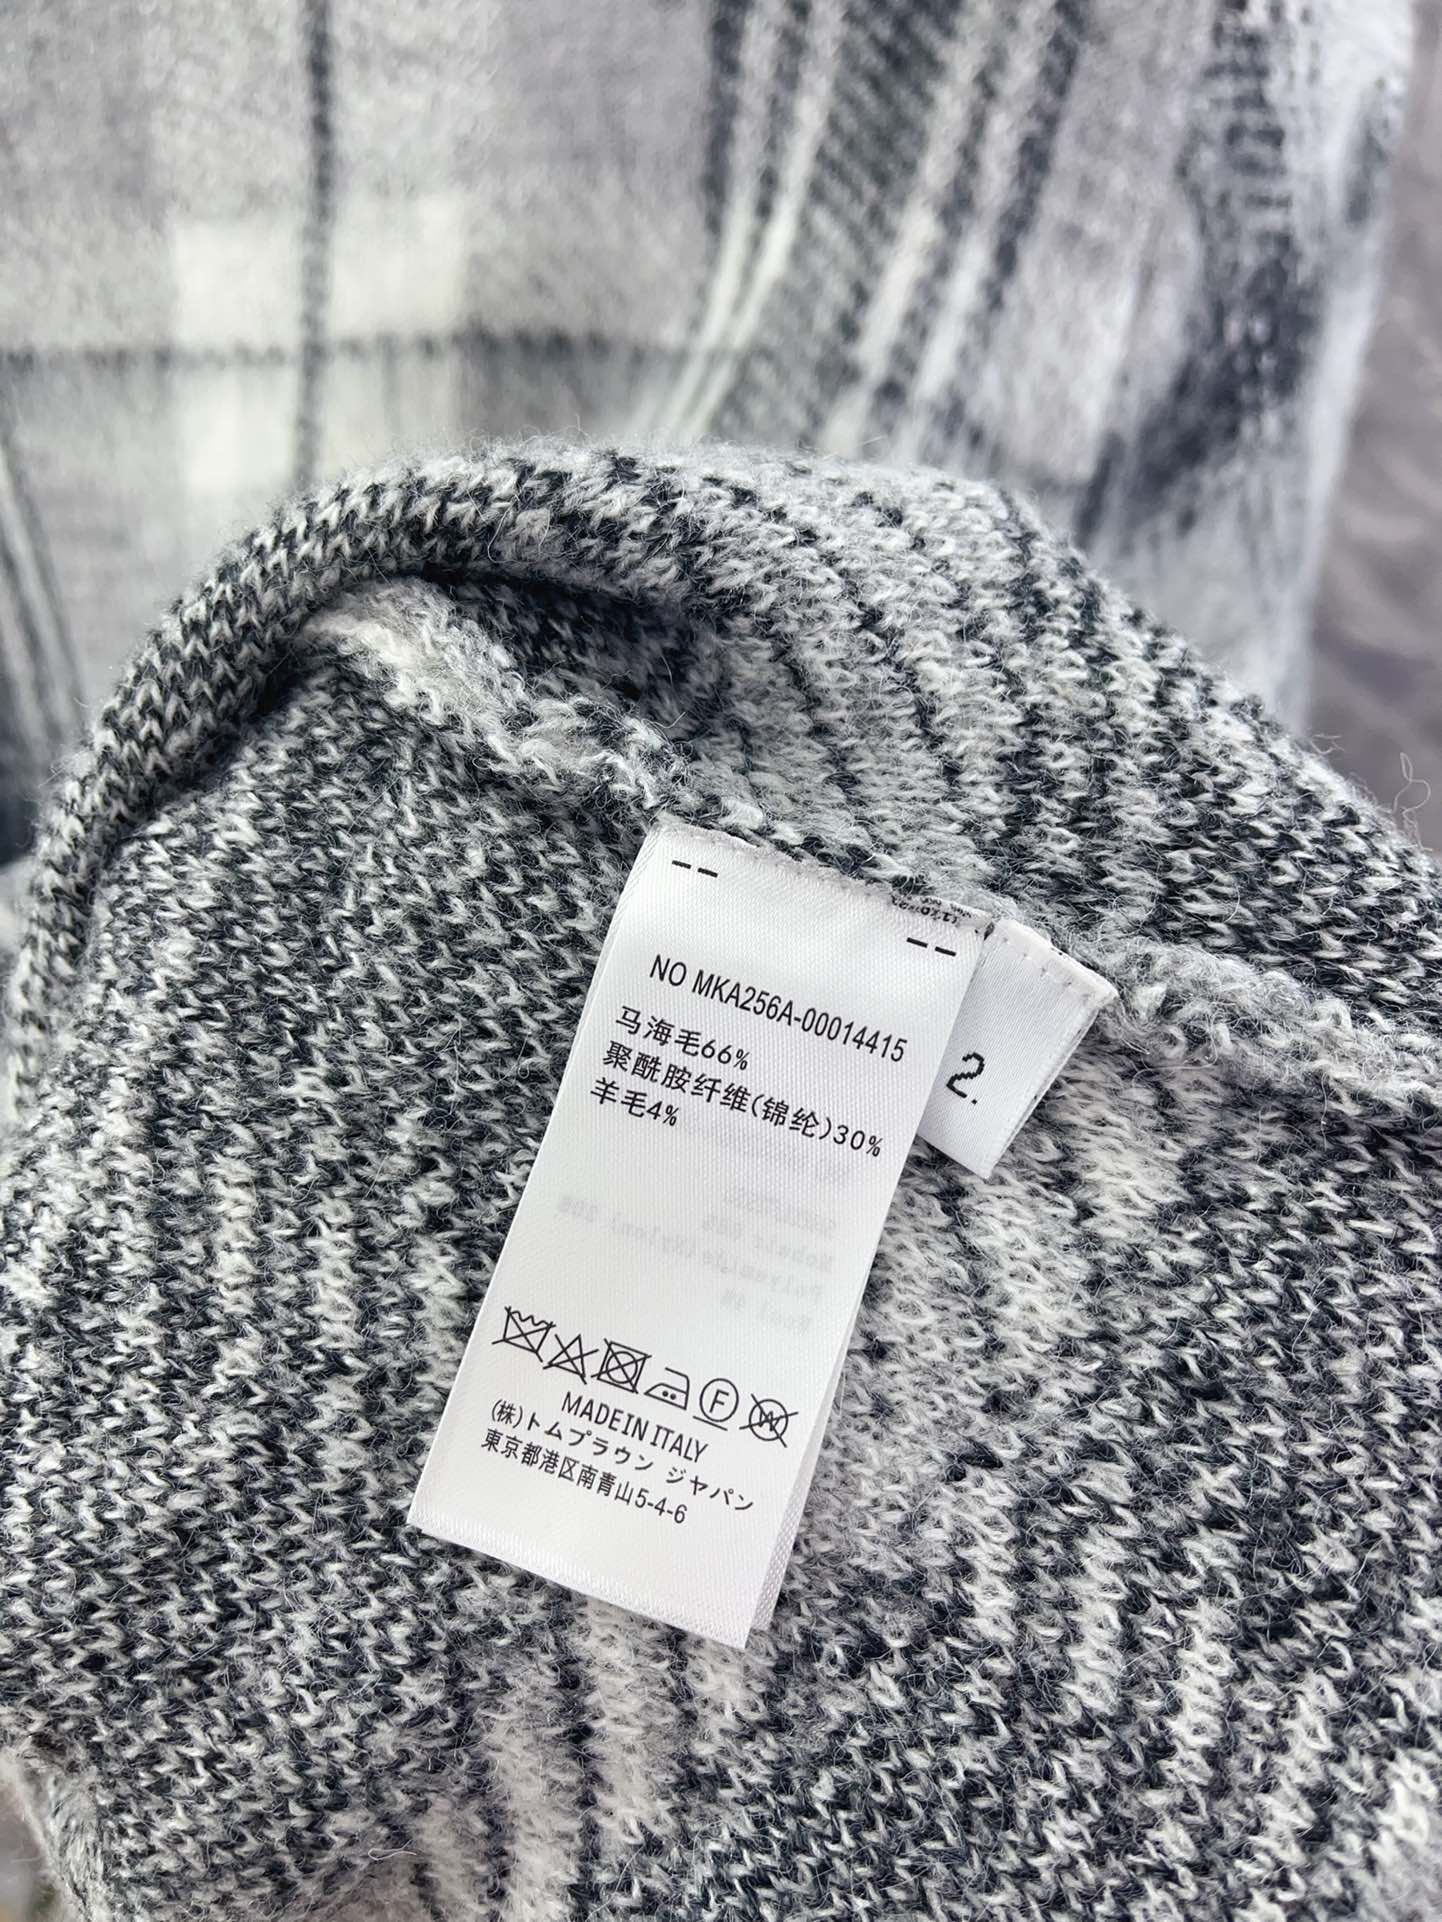 NO MKA256A-00014415
马海毛66%
聚酰胺纤维(锦纶)30%
羊毛4%
2.
F
W
MADE IN ITALY
(株)トムブラウン ジャパン
東京都港区南青山5-4-6